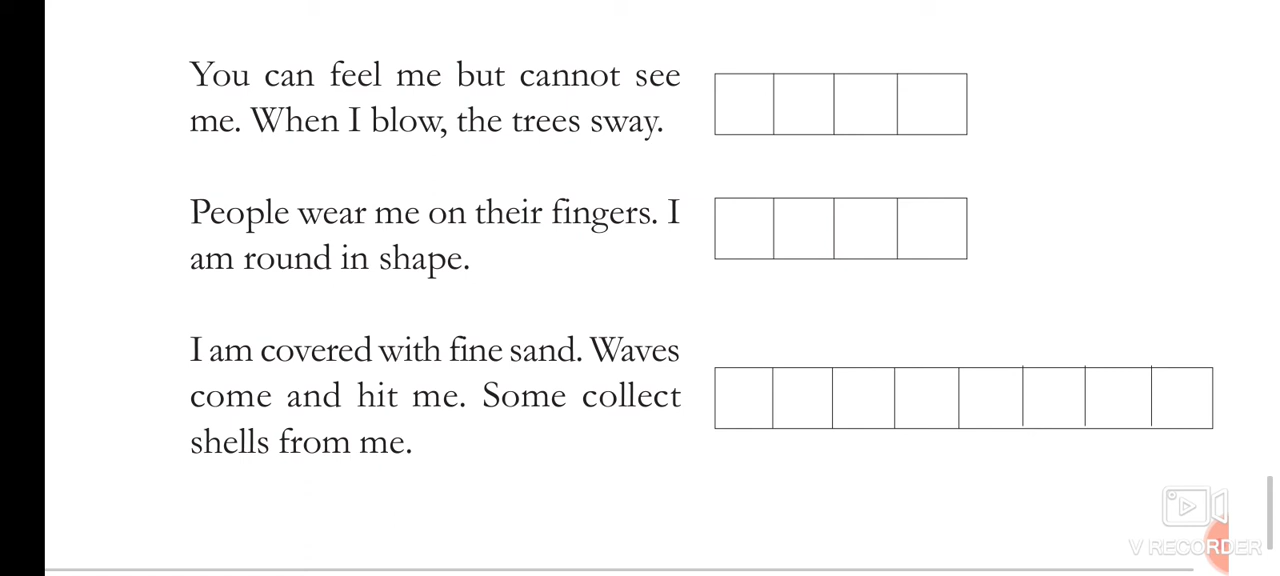 You can feel me but cannot see
me. When I blow, the trees sway.
People wear me on their fingers. I
am round in shape.
I am covered with fine sand. Waves
come and hit me. Some collect
shells from me.
V RECORDER